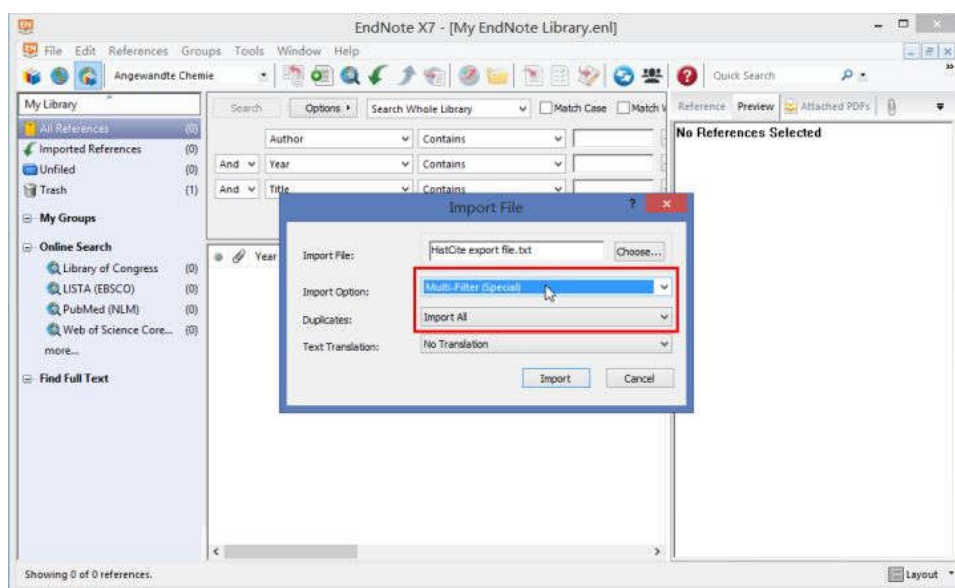 EndNote X7 - [My EndNote Library.enl]
File Edit References Groups Tools Window Help
Angewandte Chemie Quick Search
My Library Search Options Search Whole Library Match Case Match Reference Preview Attached PDFs
All References (0) No References Selected
Imported References (0) Author Contains
Unfiled (0) And Year Contains
Trash (1) And Title Contains
My Groups
Online Search
Library of Congress (0)
LISTA (EBSCO) (0)
PubMed (NLM) (0)
Web of Science Core... (0)
more...
Find Full Text
Year
Import File ?
Import File: HistCite export file.txt Choose...
Import Option: Multi-Filter (Special)
Duplicates: Import All
Text Translation: No Translation
Import Cancel
Showing 0 of 0 references. Layout